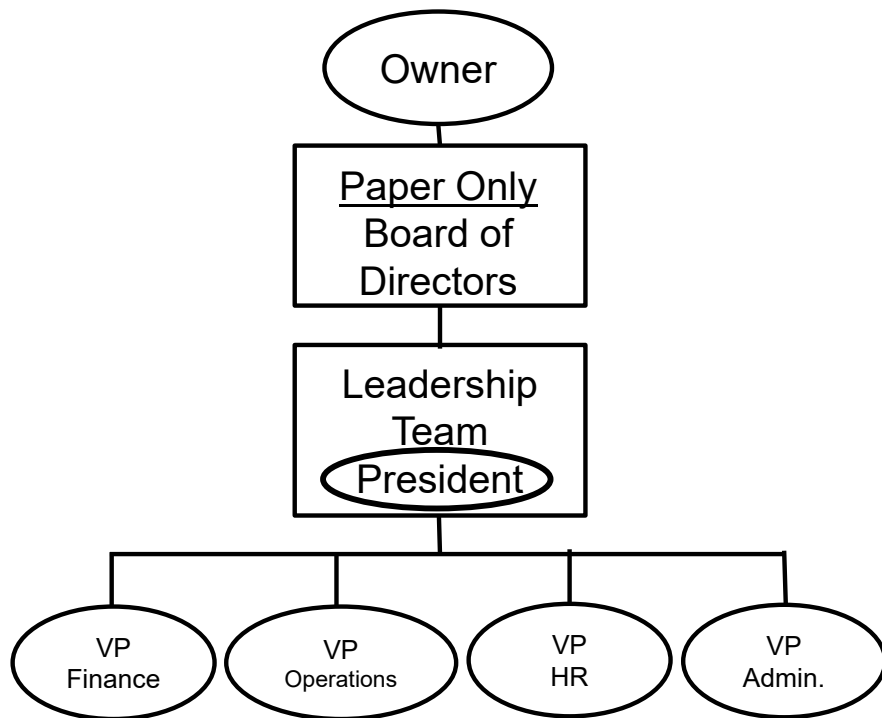 Owner
Paper Only
Board of
Directors
Leadership
Team
President
VP
Finance
VP
Operations
VP
HR
VP
Admin.